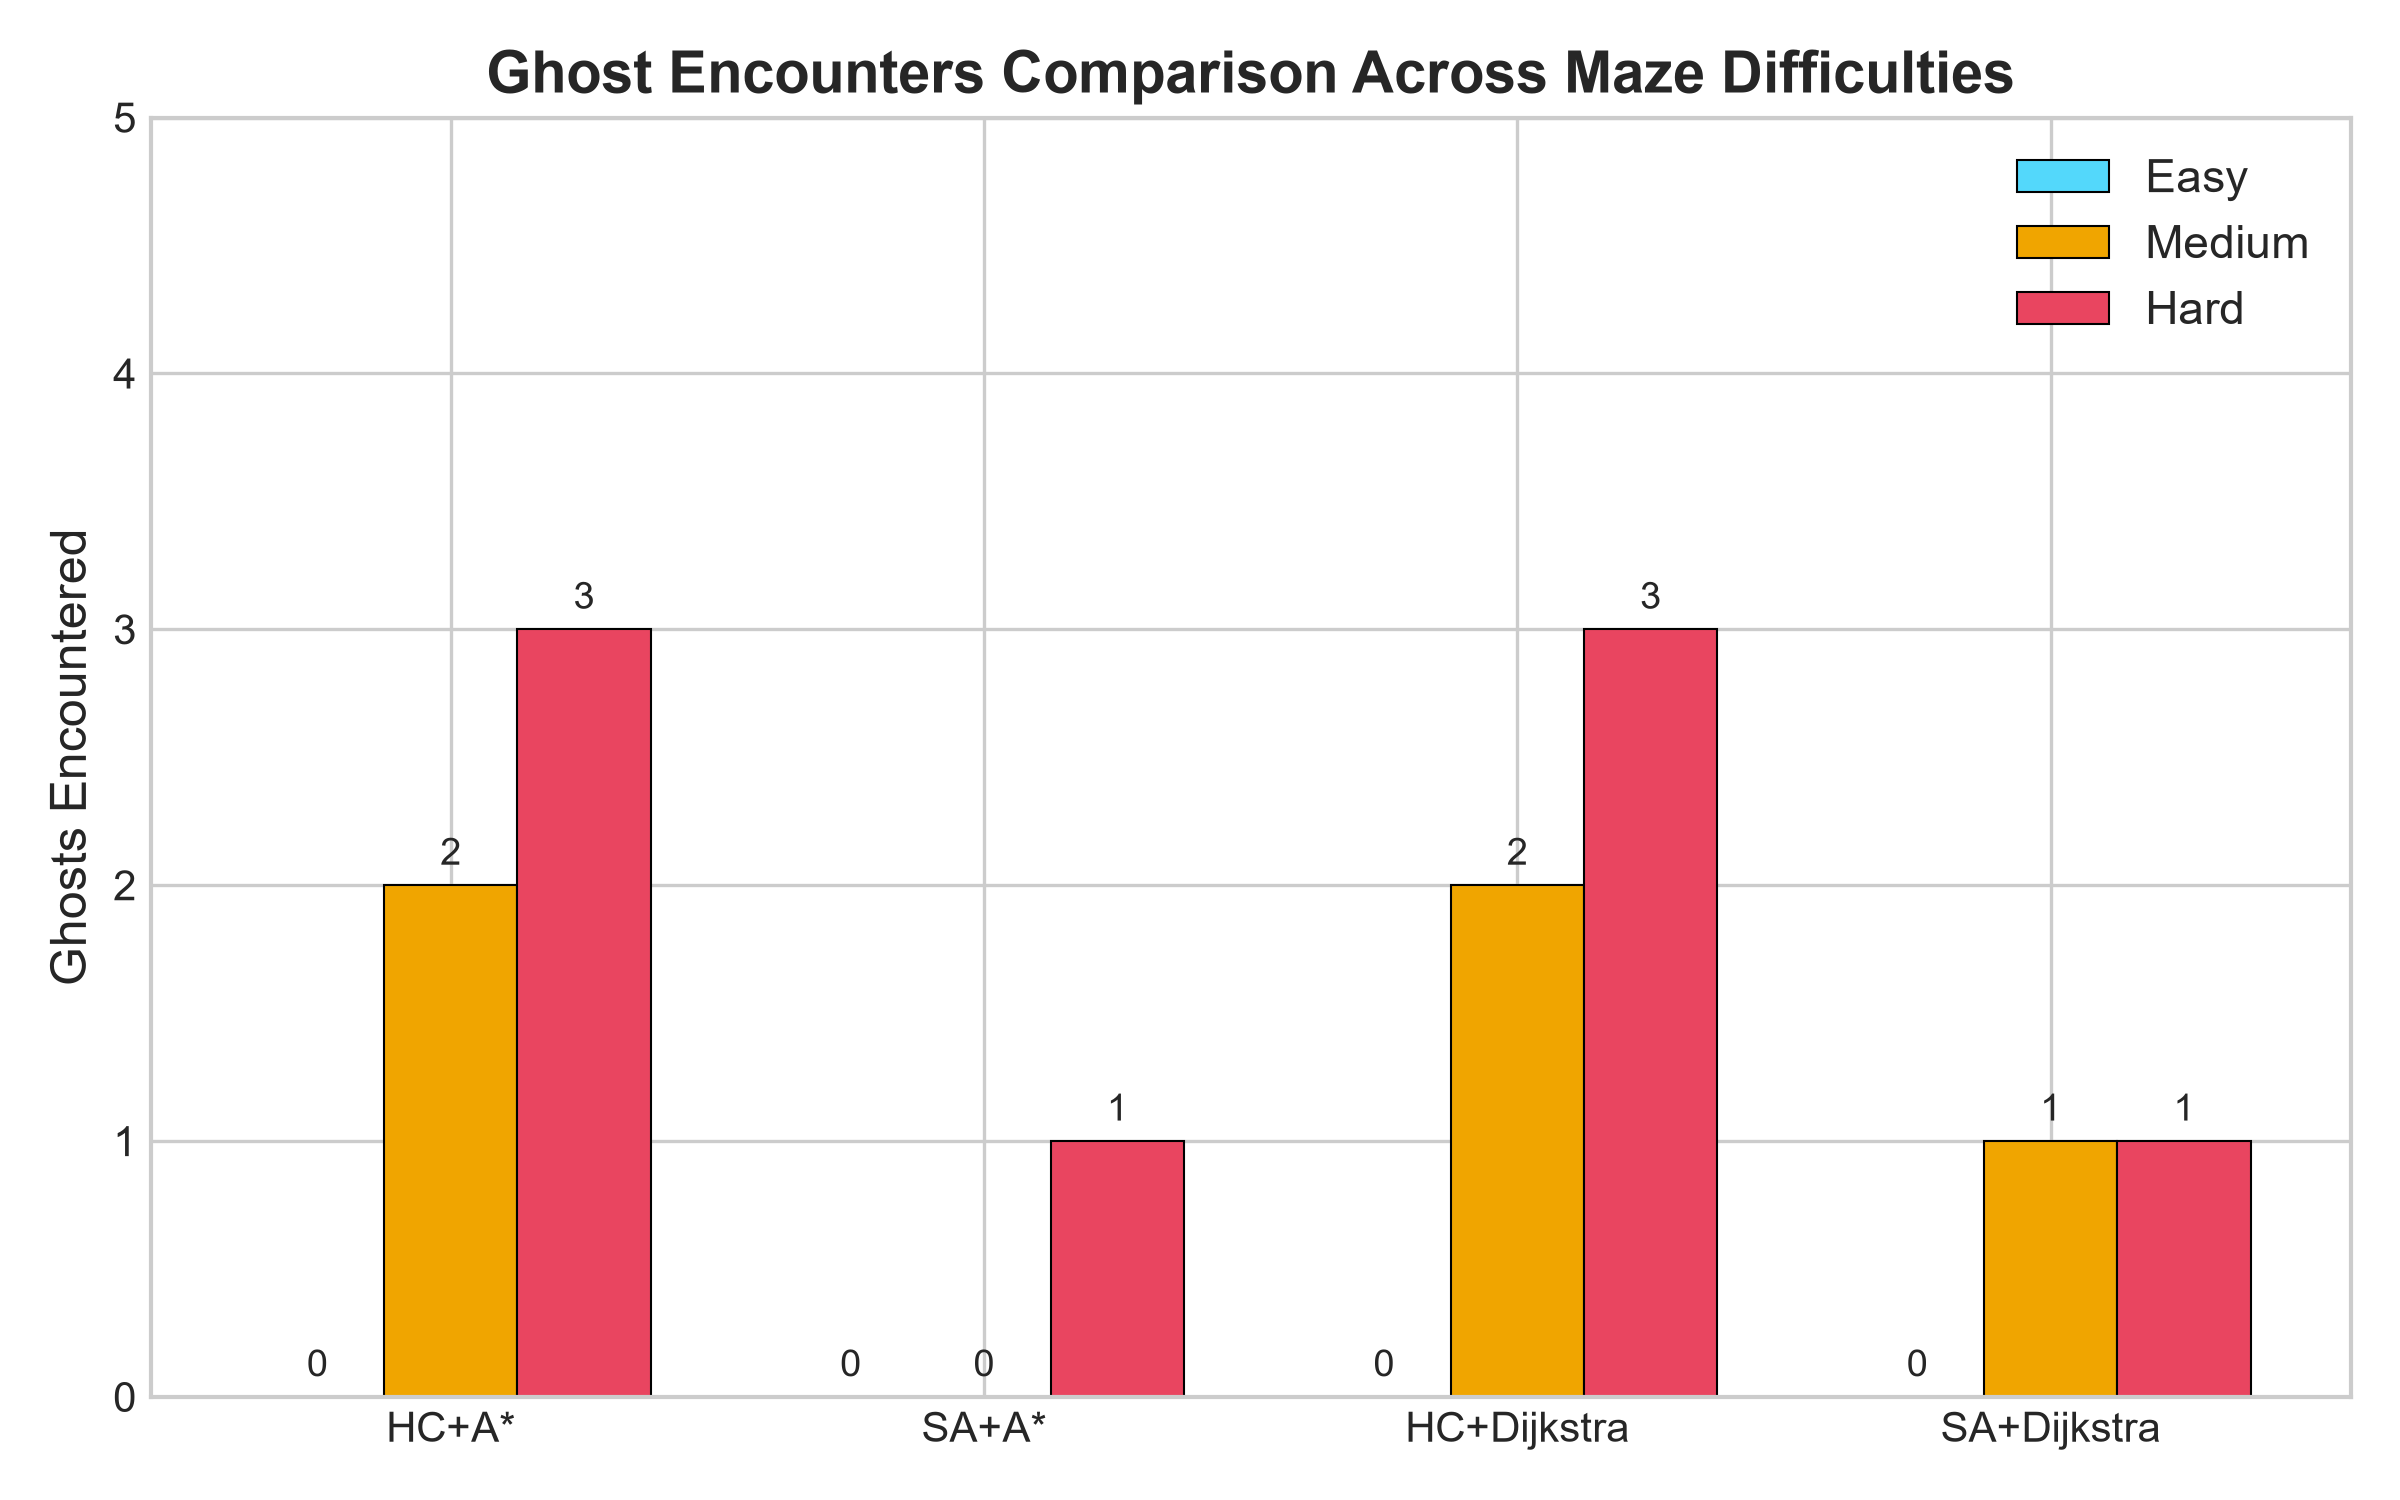 Ghost Encounters Comparison Across Maze Difficulties
Ghosts Encountered
5
4
3
2
1
0
Easy
Medium
Hard
0
2
3
0
0
1
0
2
3
0
1
1
HC+A*
SA+A*
HC+Dijkstra
SA+Dijkstra